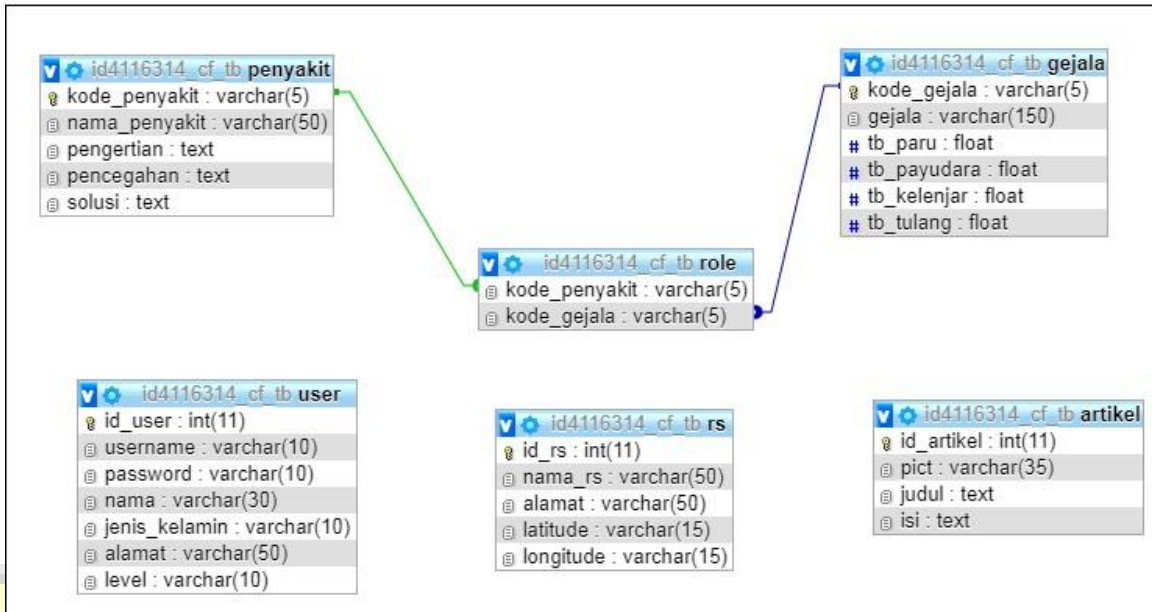 id4116314_cf_tb penyakit
kode_penyakit : varchar(5)
nama_penyakit : varchar(50)
pengertian : text
pencegahan : text
solusi : text
id4116314_cf_tb gejala
kode_gejala : varchar(5)
gejala : varchar(150)
# tb_paru : float
# tb_payudara : float
# tb_kelenjar : float
# tb_tulang : float
id4116314_cf_tb role
kode_penyakit : varchar(5)
kode_gejala : varchar(5)
id4116314_cf_tb user
id_user : int(11)
username : varchar(10)
password : varchar(10)
nama : varchar(30)
jenis_kelamin : varchar(10)
alamat : varchar(50)
level : varchar(10)
id4116314_cf_tb rs
id_rs : int(11)
nama_rs : varchar(50)
alamat : varchar(50)
latitude : varchar(15)
longitude : varchar(15)
id4116314_cf_tb artikel
id_artikel : int(11)
pict : varchar(35)
judul : text
isi : text